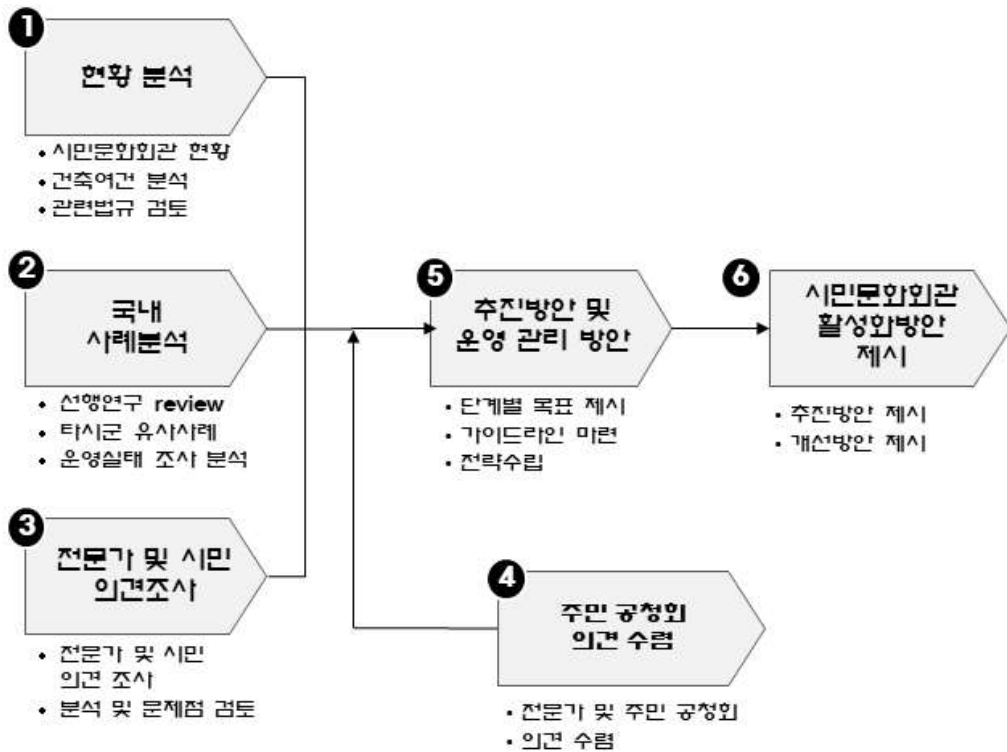 1
현황 분석
• 시민문화회관 현황
• 건축여건 분석
• 관련법규 검토
2
국내
사례분석
• 선행연구 review
• 타시군 유사사례
• 운영실태 조사 분석
3
전문가 및 시민
의견조사
• 전문가 및 시민
의견 조사
• 분석 및 문제점 검토
4
주민 공청회
의견 수렴
• 전문가 및 주민 공청회
• 의견 수렴
5
추진방안 및
운영 관리 방안
• 단계별 목표 제시
• 가이드라인 마련
• 전략수립
6
시민문화회관
활성화방안
제시
• 추진방안 제시
• 개선방안 제시